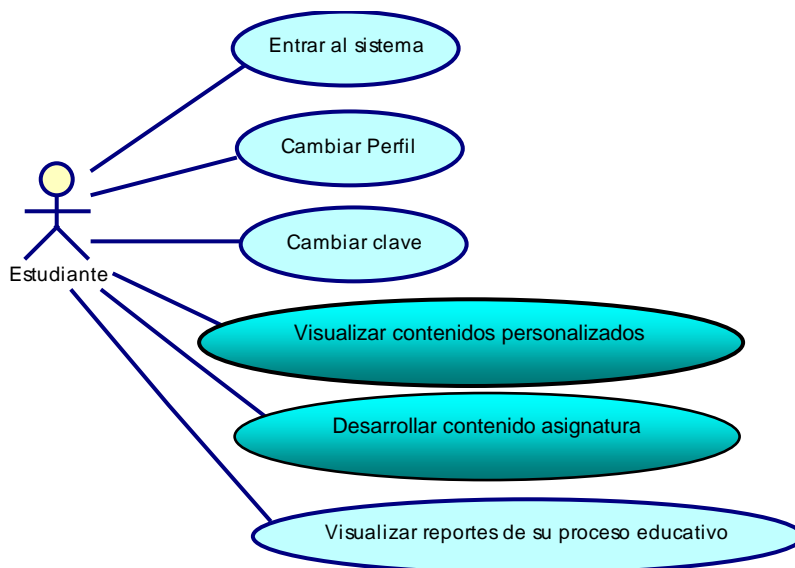 Entrar al sistema
Cambiar Perfil
Cambiar clave
Estudiante
Visualizar contenidos personalizados
Desarrollar contenido asignatura
Visualizar reportes de su proceso educativo